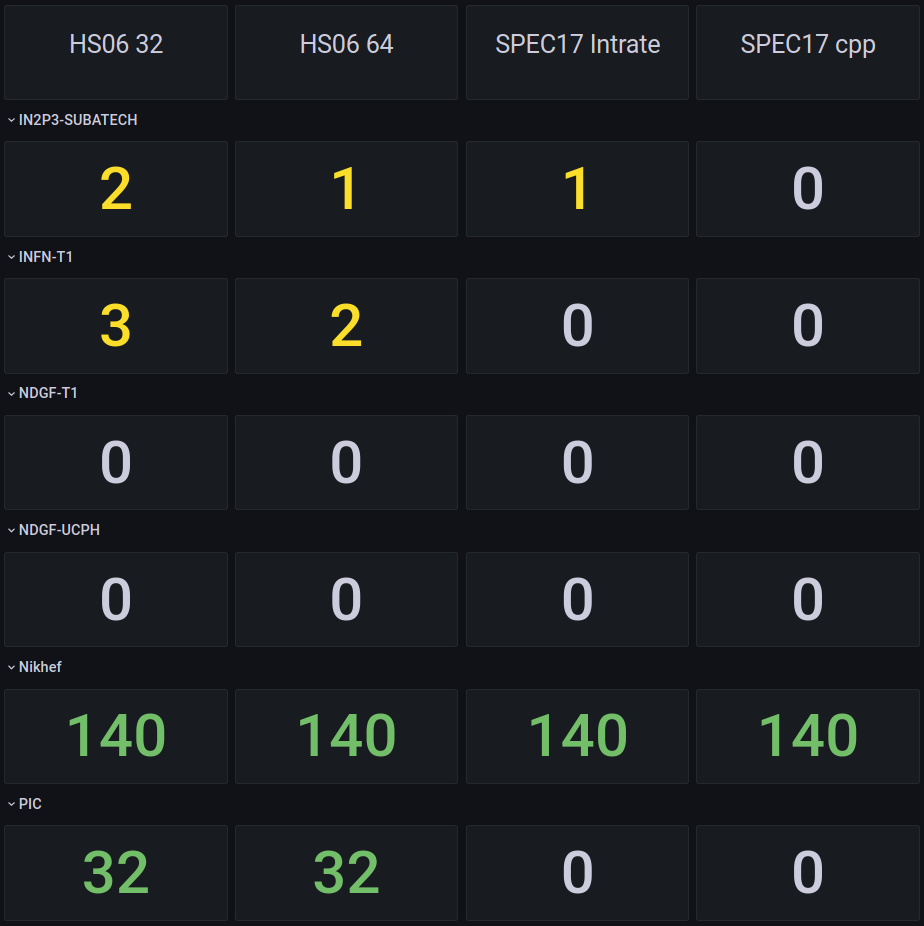 HS06 32 HS06 64 SPEC17 Intrate SPEC17 cpp
IN2P3-SUBATECH
2 1 1 0
INFN-T1
3 2 0 0
NDGF-T1
0 0 0 0
NDGF-UCPH
0 0 0 0
Nikhef
140 140 140 140
PIC
32 32 0 0